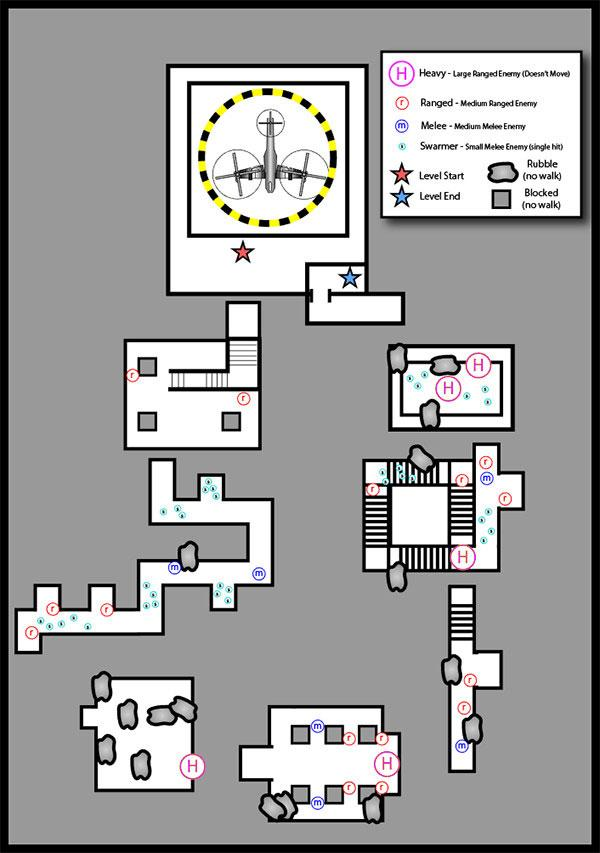 H Heavy - Large Ranged Enemy (Doesn't Move)
r Ranged - Medium Ranged Enemy
m Melee - Medium Melee Enemy
s Swarmer - Small Melee Enemy (single hit)
Level Start
Rubble
(no walk)
Level End
Blocked
(no walk)
r
r
H
H
r
m
r
r
r
H
m
m
r
r
r
r
r
m
H
m
r
r
H
r
r
m